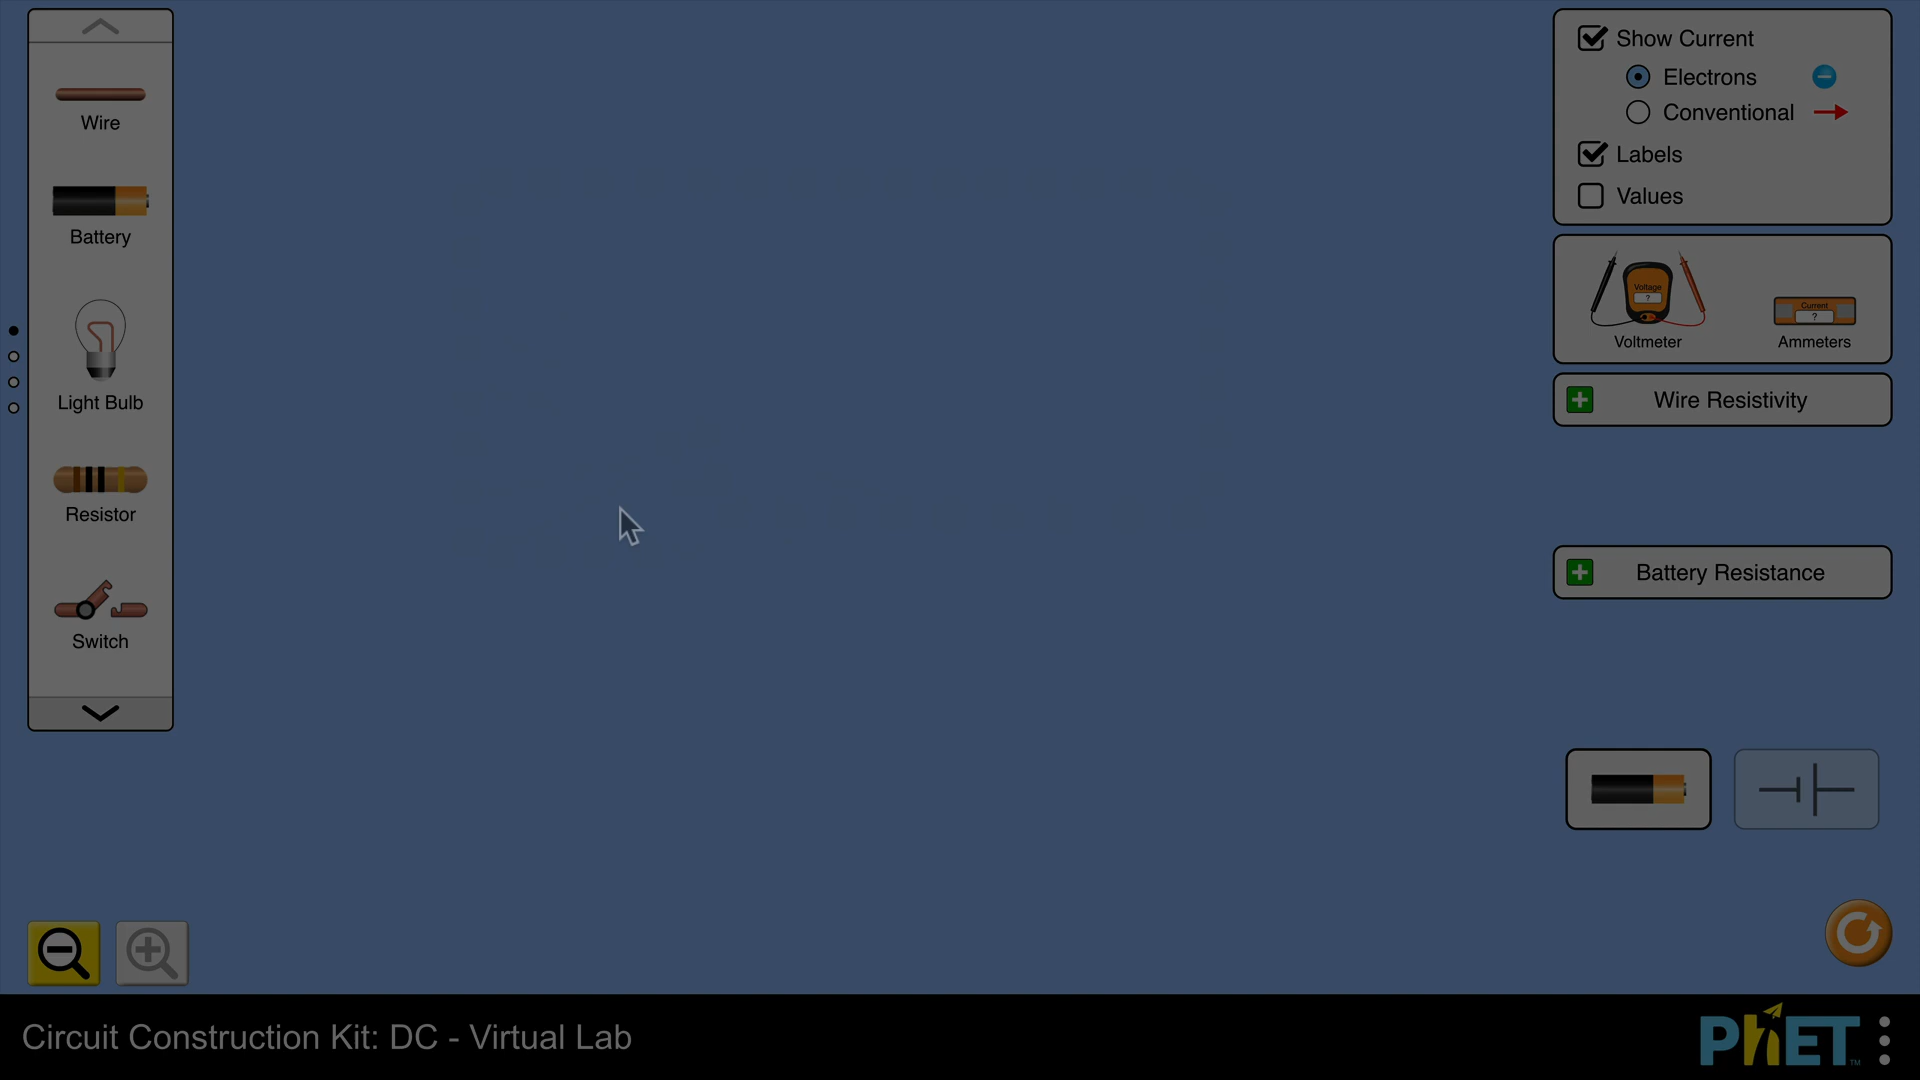 Wire
Battery
Light Bulb
Resistor
Switch
Show Current
Electrons
Conventional
Labels
Values
Voltage
?
Voltmeter
Current
?
Ammeters
Wire Resistivity
Battery Resistance
Circuit Construction Kit: DC - Virtual Lab
PhET™